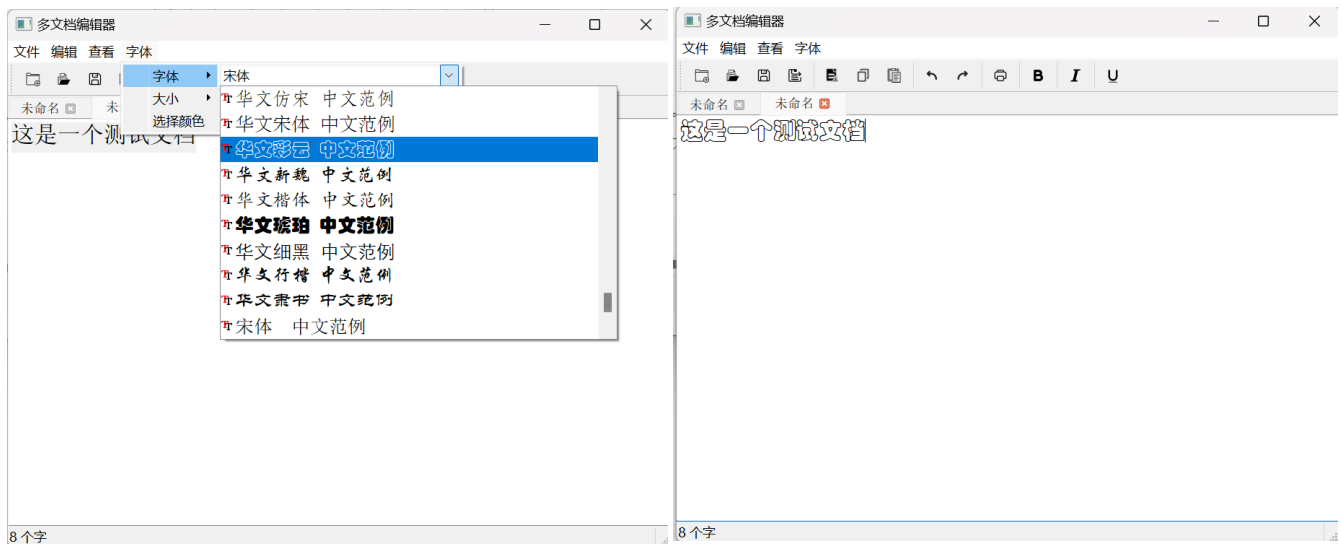 多文档编辑器
文件 编辑 查看 字体
字体 宋体
大小
选择颜色
未命名 未
这是一个测试文档
华文仿宋 中文范例
华文宋体 中文范例
华文彩云 中文范例
华文新魏 中文范例
华文楷体 中文范例
华文琥珀 中文范例
华文细黑 中文范例
华文行楷 中文范例
华文隶书 中文范例
宋体 中文范例
8 个字
多文档编辑器
文件 编辑 查看 字体
B I U
未命名 未命名
这是一个测试文档
8 个字